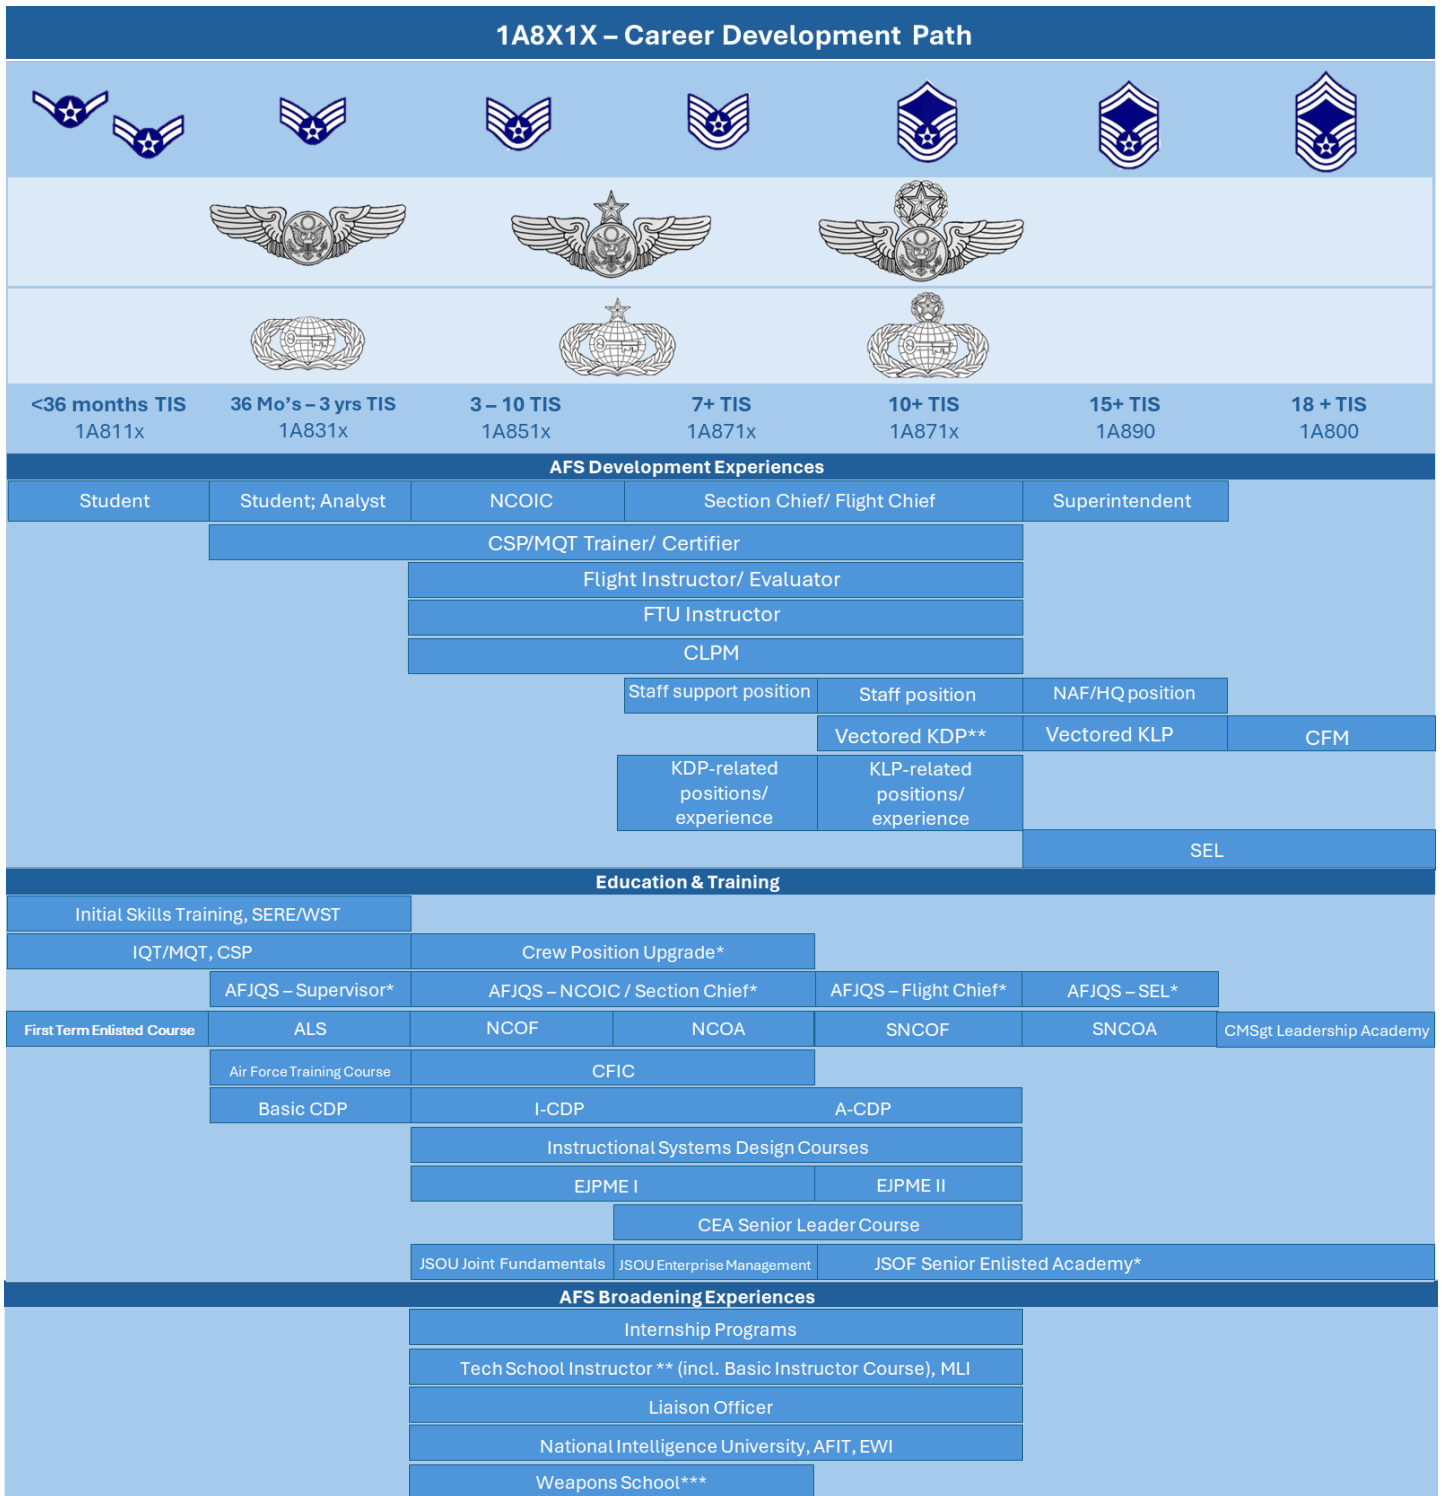 1A8X1X – Career Development Path
<36 months TIS 36 Mo's – 3 yrs TIS 3 – 10 TIS 7+ TIS 10+ TIS 15+ TIS 18 + TIS
1A811x 1A831x 1A851x 1A871x 1A871x 1A890 1A800
AFS Development Experiences
Student Student; Analyst NCOIC Section Chief/ Flight Chief Superintendent
CSP/MQT Trainer/ Certifier
Flight Instructor/ Evaluator
FTU Instructor
CLPM
Staff support position Staff position NAF/HQ position
Vectored KDP** Vectored KLP CFM
KDP-related KLP-related
positions/ positions/
experience experience
SEL
Education & Training
Initial Skills Training, SERE/WST
IQT/MQT, CSP Crew Position Upgrade*
AFJQS – Supervisor* AFJQS – NCOIC / Section Chief* AFJQS – Flight Chief* AFJQS – SEL*
First Term Enlisted Course ALS NCOF NCOA SNCOF SNCOA CMSgt Leadership Academy
Air Force Training Course CFIC
Basic CDP I-CDP A-CDP
Instructional Systems Design Courses
EJPME I EJPME II
CEA Senior Leader Course
JSOU Joint Fundamentals JSOU Enterprise Management JSOF Senior Enlisted Academy*
AFS Broadening Experiences
Internship Programs
Tech School Instructor ** (incl. Basic Instructor Course), MLI
Liaison Officer
National Intelligence University, AFIT, EWI
Weapons School***